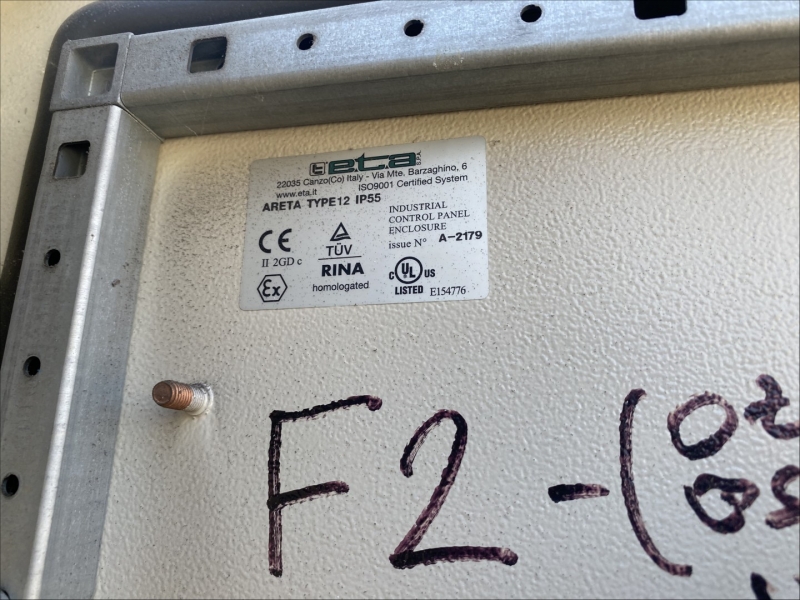 e.t.a. S.p.A.
22035 Canzo(Co) Italy - Via Mte. Barzaghino, 6
www.eta.it ISO9001 Certified System
ARETA TYPE12 IP55
INDUSTRIAL
CONTROL PANEL
ENCLOSURE
issue N° A-2179
CE
II 2GD c
Ex
TÜV
RINA
homologated
C UL US
LISTED E154776
F2-(